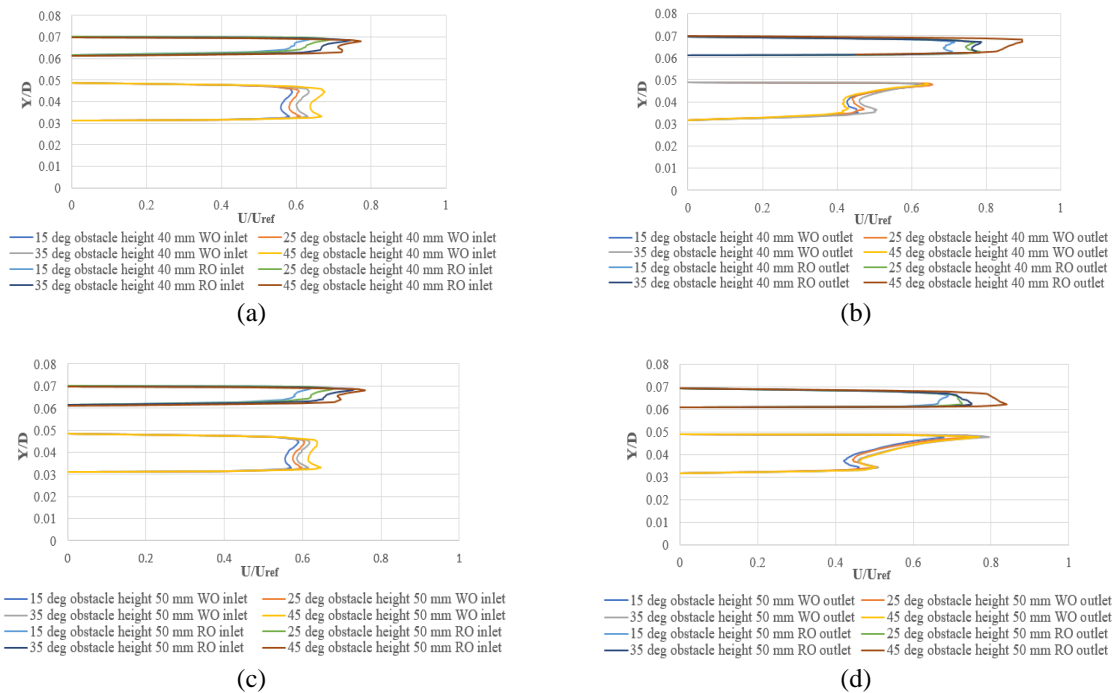 0.08
0.07
0.06
0.05
0.04
0.03
0.02
0.01
0
Y/D
0 0.2 0.4 0.6 0.8 1
U/Uref
15 deg obstacle height 40 mm WO inlet 25 deg obstacle height 40 mm WO inlet
35 deg obstacle height 40 mm WO inlet 45 deg obstacle height 40 mm WO inlet
15 deg obstacle height 40 mm RO inlet 25 deg obstacle height 40 mm RO inlet
35 deg obstacle height 40 mm RO inlet 45 deg obstacle height 40 mm RO inlet
(a)
0.08
0.07
0.06
0.05
0.04
0.03
0.02
0.01
0
Y/D
0 0.2 0.4 0.6 0.8 1
U/Uref
15 deg obstacle height 40 mm WO outlet 25 deg obstacle height 40 mm WO outlet
35 deg obstacle height 40 mm WO outlet 45 deg obstacle height 40 mm WO outlet
15 deg obstacle height 40 mm RO outlet 25 deg obstacle heoght 40 mm RO outlet
35 deg obstacle height 40 mm RO outlet 45 deg obstacle height 40 mm RO outlet
(b)
0.08
0.07
0.06
0.05
0.04
0.03
0.02
0.01
0
Y/D
0 0.2 0.4 0.6 0.8 1
U/Uref
15 deg obstacle height 50 mm WO inlet 25 deg obstacle height 50 mm WO inlet
35 deg obstacle height 50 mm WO inlet 45 deg obstacle height 50 mm WO inlet
15 deg obstacle height 50 mm RO inlet 25 deg obstacle height 50 mm RO inlet
35 deg obstacle height 50 mm RO inlet 45 deg obstacle height 50 mm RO inlet
(c)
0.08
0.07
0.06
0.05
0.04
0.03
0.02
0.01
0
Y/D
0 0.2 0.4 0.6 0.8 1
U/Uref
15 deg obstacle height 50 mm WO outlet 25 deg obstacle height 50 mm WO outlet
35 deg obstacle height 50 mm WO outlet 45 deg obstacle height 50 mm WO outlet
15 deg obstacle height 50 mm RO outlet 25 deg obstacle height 50 mm RO outlet
35 deg obstacle height 50 mm RO outlet 45 deg obstacle height 50 mm RO outlet
(d)